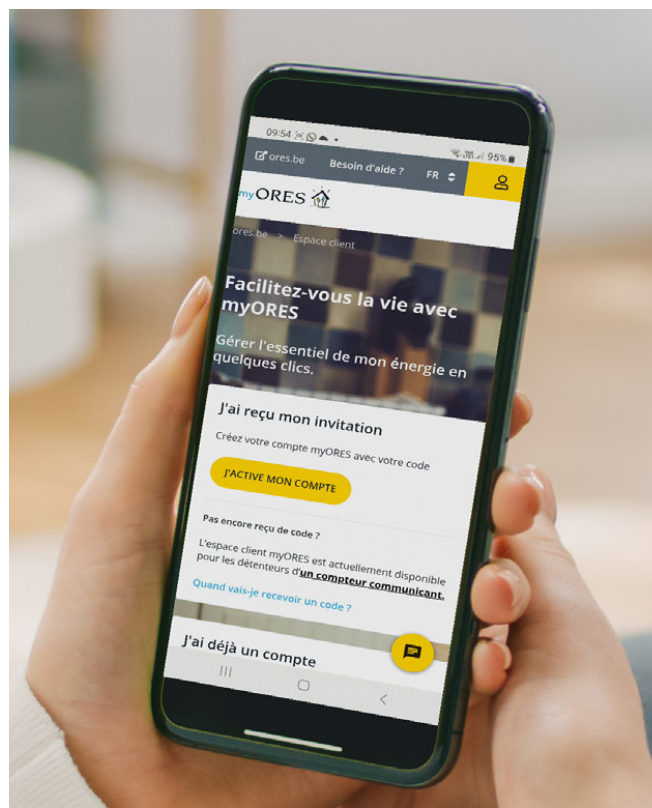 09:54
95%
ores.be Besoin d'aide ? FR
myORES
ores.be > Espace client
Facilitez-vous la vie avec
myORES
Gérer l'essentiel de mon énergie en
quelques clics.
J'ai reçu mon invitation
Créez votre compte myORES avec votre code
J'ACTIVE MON COMPTE
Pas encore reçu de code ?
L'espace client myORES est actuellement disponible
pour les détenteurs d'un compteur communicant.
Quand vais-je recevoir un code ?
J'ai déjà un compte